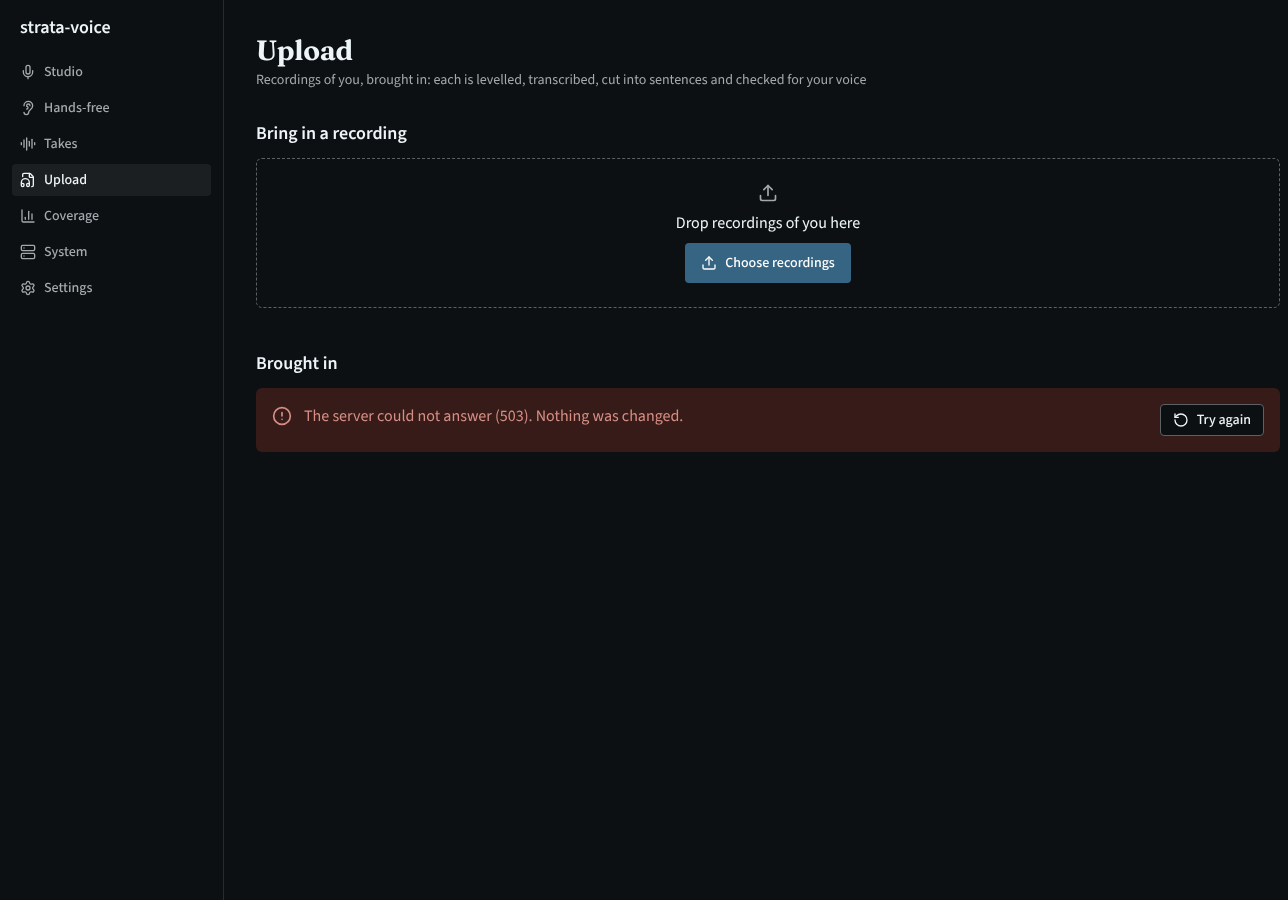 strata-voice
Studio
Hands-free
Takes
Upload
Coverage
System
Settings
Upload
Recordings of you, brought in: each is levelled, transcribed, cut into sentences and checked for your voice
Bring in a recording
Drop recordings of you here
Choose recordings
Brought in
The server could not answer (503). Nothing was changed.
Try again